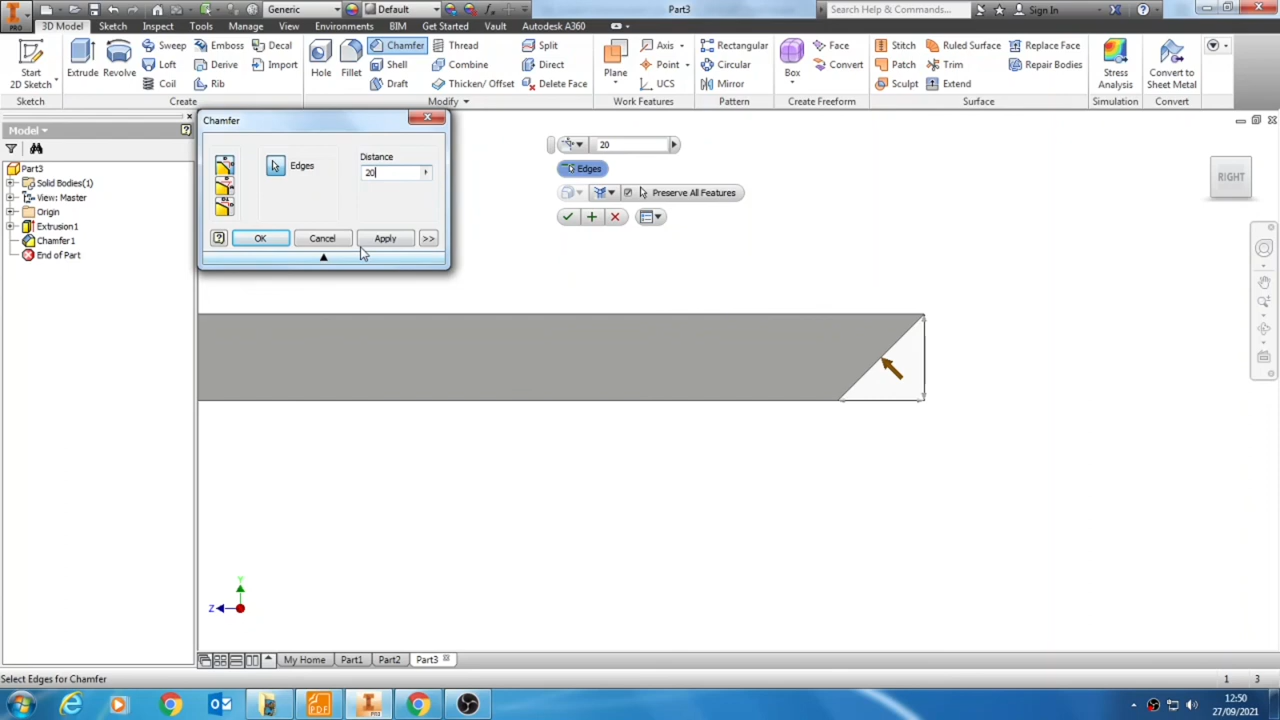 PRO
Generic
Default
Part3
Search Help & Commands...
Sign In
3D Model
Sketch
Inspect
Tools
Manage
View
Environments
BIM
Get Started
Vault
Autodesk A360
Start
2D Sketch
Extrude
Revolve
Sweep
Loft
Coil
Emboss
Derive
Rib
Decal
Import
Hole
Fillet
Chamfer
Shell
Draft
Thread
Combine
Thicken/ Offset
Split
Direct
Delete Face
Plane
Axis
Point
UCS
Rectangular
Circular
Mirror
Box
Face
Convert
Stitch
Patch
Sculpt
Ruled Surface
Trim
Extend
Replace Face
Repair Bodies
Stress
Analysis
Convert to
Sheet Metal
Sketch
Create
Modify
Work Features
Pattern
Create Freeform
Surface
Simulation
Convert
Model
Part3
Solid Bodies(1)
View: Master
Origin
Extrusion1
Chamfer1
End of Part
Chamfer
Edges
Distance
20
OK
Cancel
Apply
>>
20
Edges
Preserve All Features
RIGHT
Y
Z
My Home
Part1
Part2
Part3
Select Edges for Chamfer
1
3
PDF
PRO
12:50
27/09/2021